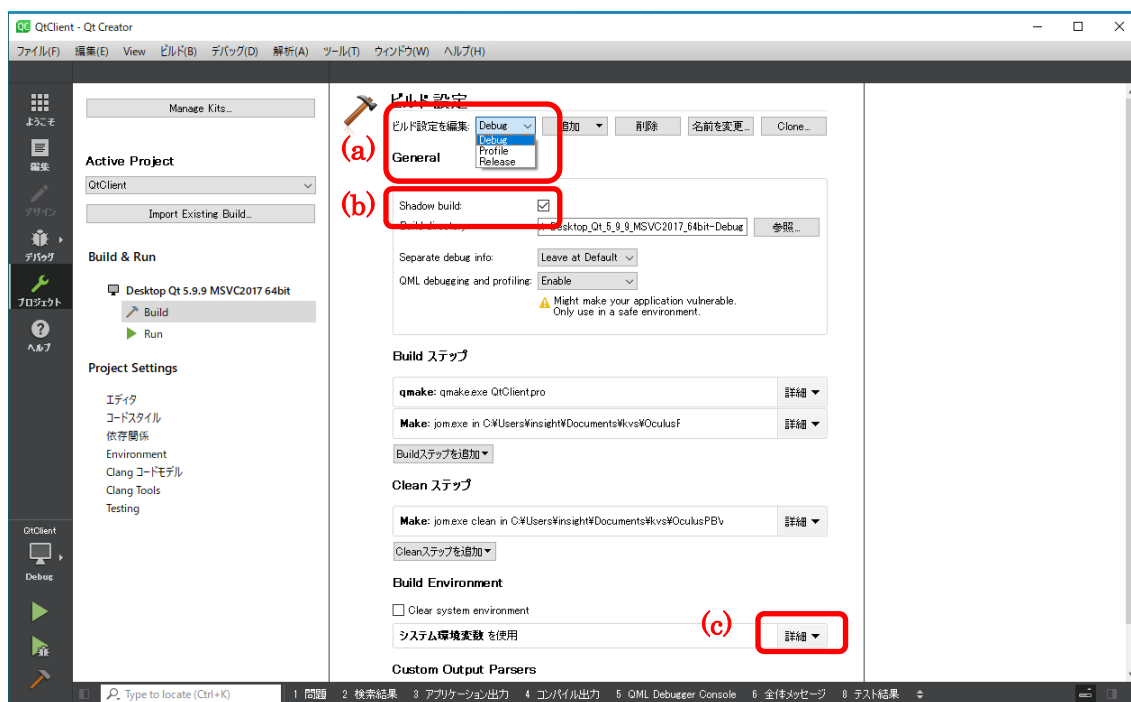 QtClient - Qt Creator
ファイル(F) 編集(E) View ビルド(B) デバッグ(D) 解析(A) ツール(T) ウィンドウ(W) ヘルプ(H)
ようこそ
編集
デザイン
デバッグ
プロジェクト
ヘルプ
QtClient
Debug
Manage Kits...
Active Project
QtClient
Import Existing Build...
Build & Run
Desktop Qt 5.9.9 MSVC2017 64bit
Build
Run
Project Settings
エディタ
コードスタイル
依存関係
Environment
Clang コードモデル
Clang Tools
Testing
ビルド設定
(a)
ビルド設定を編集: Debug 追加 削除 名前を変更... Clone...
Debug
Profile
Release
General
(b)
Shadow build:
Build directory: t-Desktop_Qt_5_9_9_MSVC2017_64bit-Debug 参照...
Separate debug info: Leave at Default
QML debugging and profiling: Enable
Might make your application vulnerable.
Only use in a safe environment.
Build ステップ
qmake: qmake.exe QtClient.pro 詳細
Make: jom.exe in C:¥Users¥insight¥Documents¥kvs¥OculusF 詳細
Buildステップを追加
Clean ステップ
Make: jom.exe clean in C:¥Users¥insight¥Documents¥kvs¥OculusPBV 詳細
Cleanステップを追加
Build Environment
Clear system environment
(c)
システム環境変数 を使用 詳細
Custom Output Parsers
Type to locate (Ctrl+K) 1 問題 2 検索結果 3 アプリケーション出力 4 コンパイル出力 5 QML Debugger Console 6 全体メッセージ 8 テスト結果